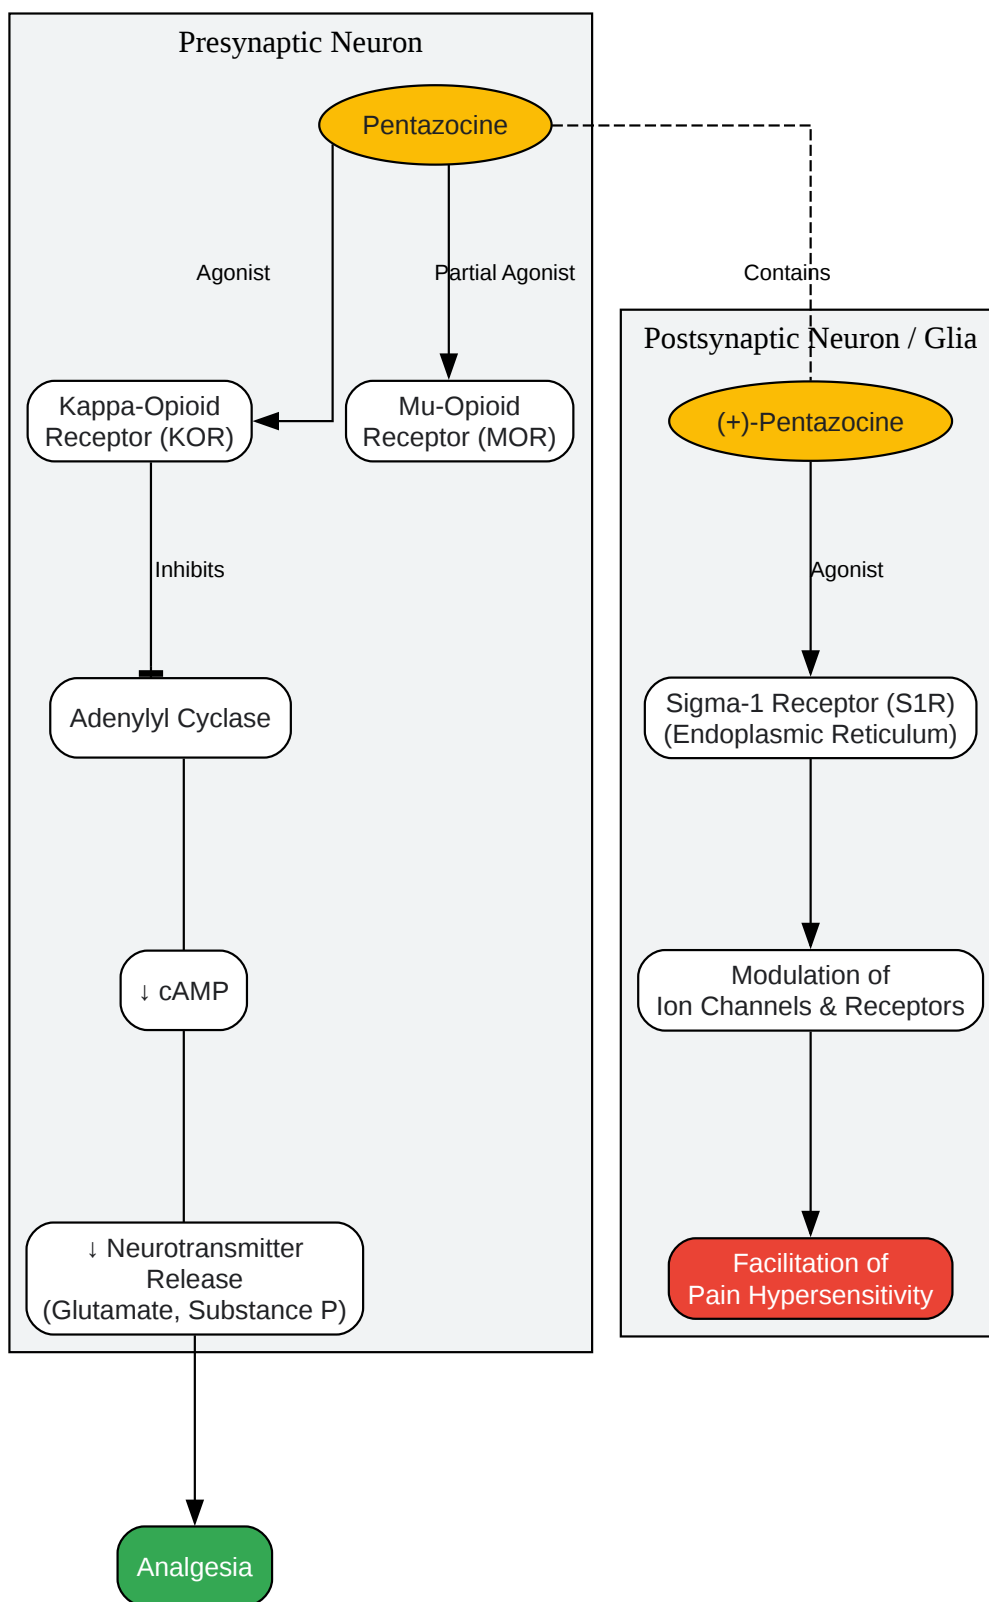 Presynaptic Neuron
Pentazocine
Agonist
Partial Agonist
Contains
Postsynaptic Neuron / Glia
Kappa-Opioid
Receptor (KOR)
Mu-Opioid
Receptor (MOR)
(+)-Pentazocine
Inhibits
Agonist
Adenylyl Cyclase
Sigma-1 Receptor (S1R)
(Endoplasmic Reticulum)
↓ cAMP
Modulation of
Ion Channels & Receptors
↓ Neurotransmitter
Release
(Glutamate, Substance P)
Facilitation of
Pain Hypersensitivity
Analgesia